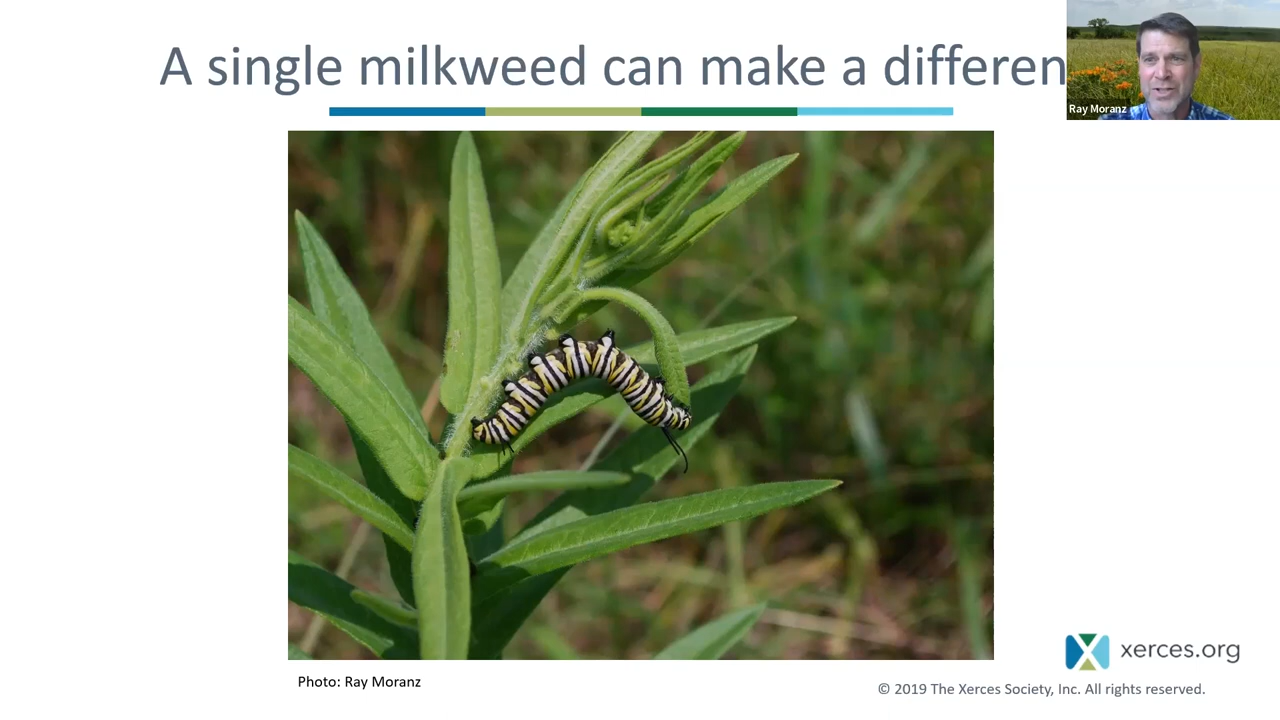 A single milkweed can make a differen
Ray Moranz
xerces.org
Photo: Ray Moranz
© 2019 The Xerces Society, Inc. All rights reserved.